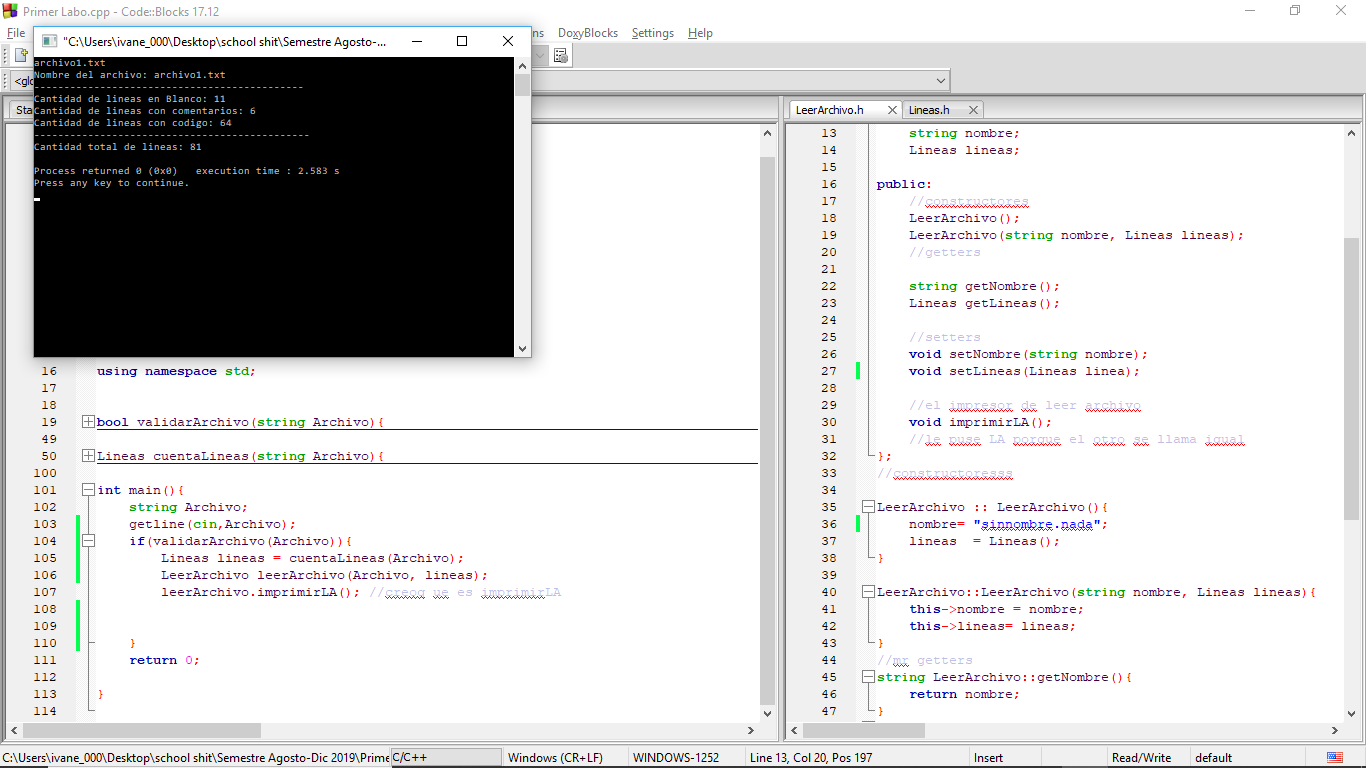 Primer Labo.cpp - Code::Blocks 17.12
File
ns DoxyBlocks Settings Help
"C:\Users\ivane_000\Desktop\school shit\Semestre Agosto-...
archivo1.txt
Nombre del archivo: archivo1.txt
---------------------------------------------
Cantidad de lineas en Blanco: 11
Cantidad de lineas con comentarios: 6
Cantidad de lineas con codigo: 64
----------------------------------------------
Cantidad total de lineas: 81
Process returned 0 (0x0)   execution time : 2.583 s
Press any key to continue.
<glo
Sta
16 using namespace std;
17
18
19 bool validarArchivo(string Archivo){
49
50 Lineas cuentaLineas(string Archivo){
100
101 int main(){
102 string Archivo;
103 getline(cin,Archivo);
104 if(validarArchivo(Archivo)){
105 Lineas lineas = cuentaLineas(Archivo);
106 LeerArchivo leerArchivo(Archivo, lineas);
107 leerArchivo.imprimirLA(); //creoq ue es imprimirLA
108
109
110 }
111 return 0;
112
113 }
114
LeerArchivo.h Lineas.h
13 string nombre;
14 Lineas lineas;
15
16 public:
17 //constructores
18 LeerArchivo();
19 LeerArchivo(string nombre, Lineas lineas);
20 //getters
21
22 string getNombre();
23 Lineas getLineas();
24
25 //setters
26 void setNombre(string nombre);
27 void setLineas(Lineas linea);
28
29 //el impresor de leer archivo
30 void imprimirLA();
31 //le puse LA porque el otro se llama igual
32 };
33 //constructoresss
34
35 LeerArchivo :: LeerArchivo(){
36 nombre= "sinnombre.nada";
37 lineas  = Lineas();
38 }
39
40 LeerArchivo::LeerArchivo(string nombre, Lineas lineas){
41 this->nombre = nombre;
42 this->lineas= lineas;
43 }
44 //mr getters
45 string LeerArchivo::getNombre(){
46 return nombre;
47 }
C:\Users\ivane_000\Desktop\school shit\Semestre Agosto-Dic 2019\Prime C/C++ Windows (CR+LF) WINDOWS-1252 Line 13, Col 20, Pos 197 Insert Read/Write default